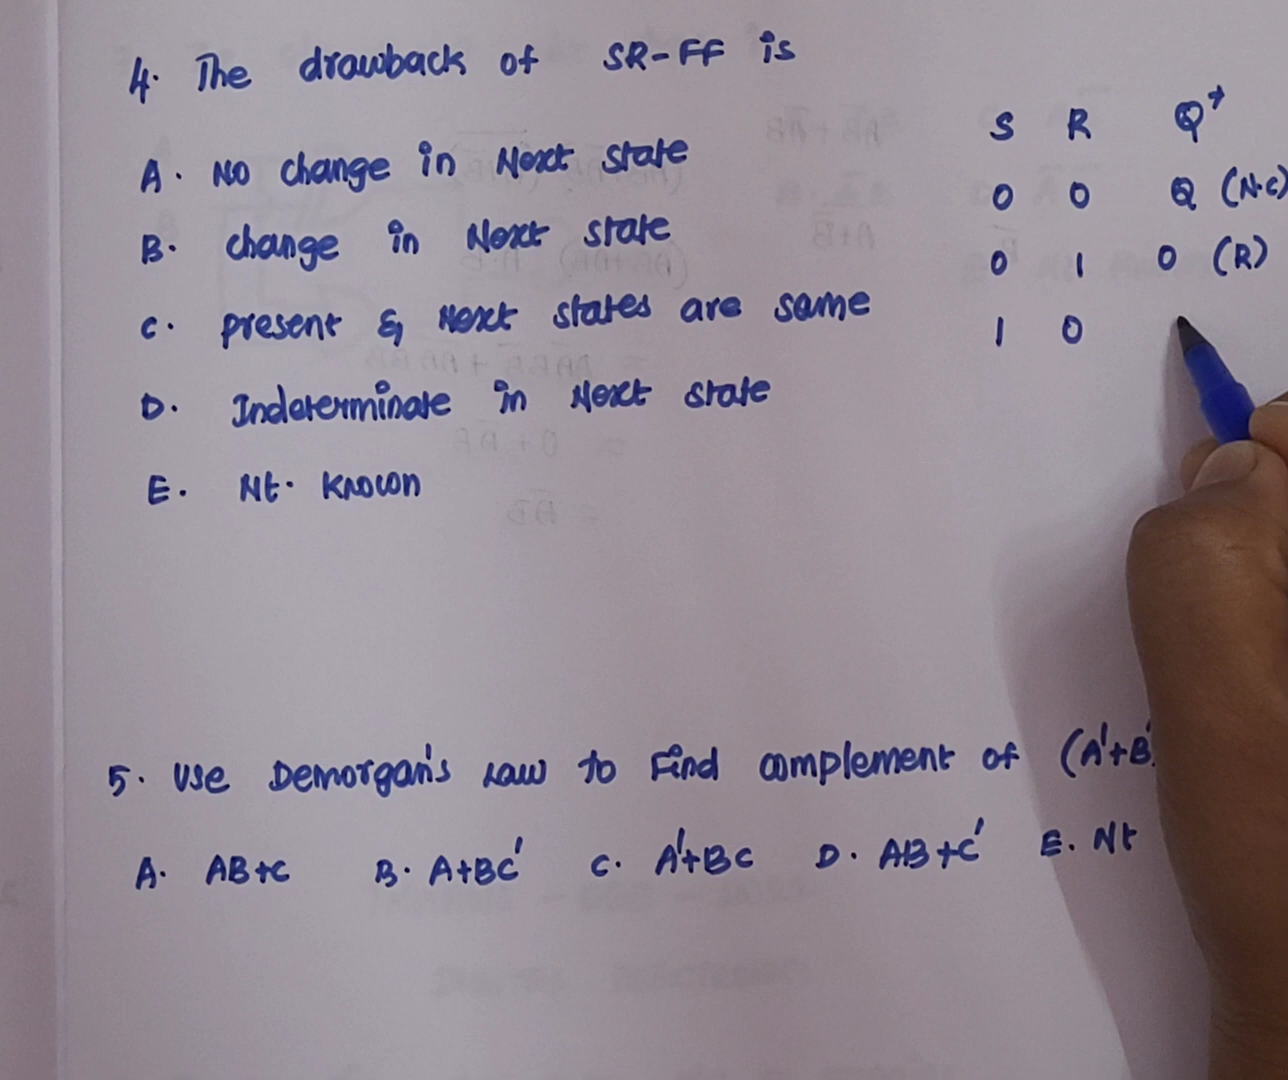 4. The drawback of SR-FF is
A. No change in Next state
B. change in Next state
C. present & Next states are same
D. Indeterminate in Next state
E. Nt. Known
S R Q+
0 0 Q (N.C)
0 1 0 (R)
1 0
5. Use Demorgan's Law to Find complement of (A'+B'
A. AB+C B. A+BC' C. A'+BC D. AB+C' E. Nt